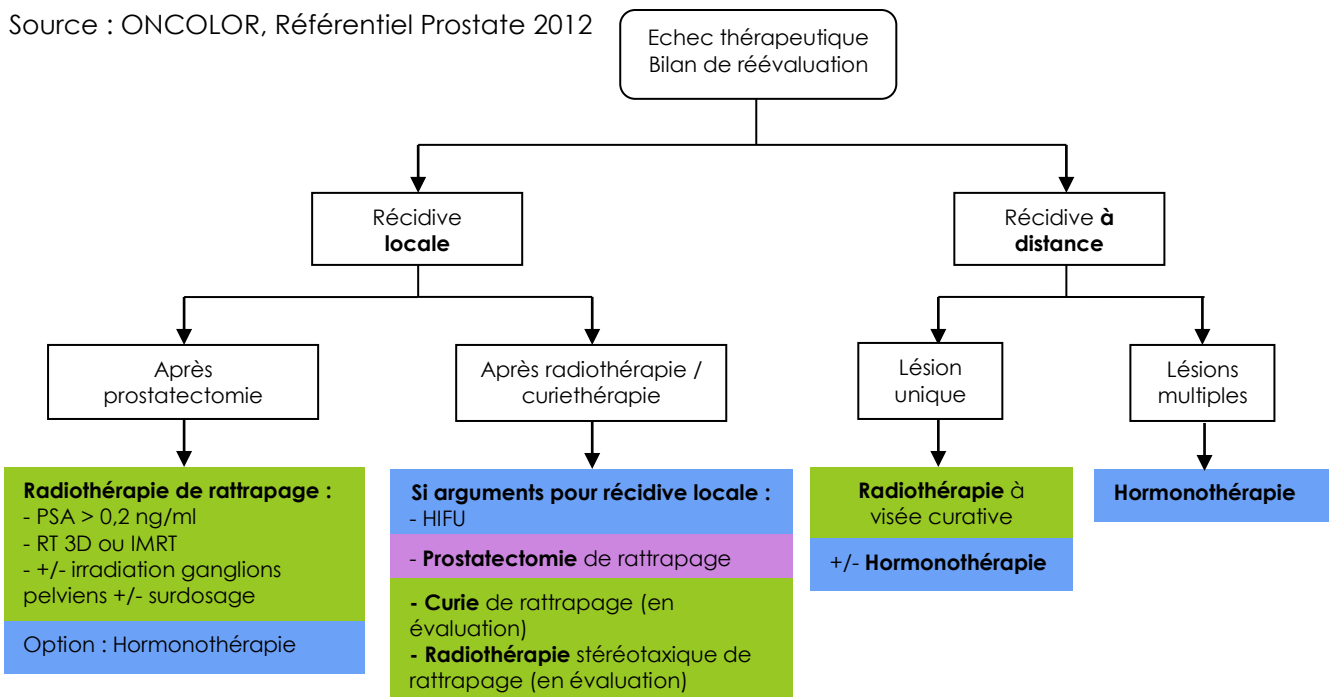 Source : ONCOLOR, Référentiel Prostate 2012
Echec thérapeutique
Bilan de réévaluation
Récidive
locale
Récidive à
distance
Après
prostatectomie
Après radiothérapie /
curiethérapie
Lésion
unique
Lésions
multiples
Radiothérapie de rattrapage :
- PSA > 0,2 ng/ml
- RT 3D ou IMRT
- +/- irradiation ganglions
pelviens +/- surdosage
Option : Hormonothérapie
Si arguments pour récidive locale :
- HIFU
- Prostatectomie de rattrapage
- Curie de rattrapage (en
évaluation)
- Radiothérapie stéréotaxique de
rattrapage (en évaluation)
Radiothérapie à
visée curative
+/- Hormonothérapie
Hormonothérapie